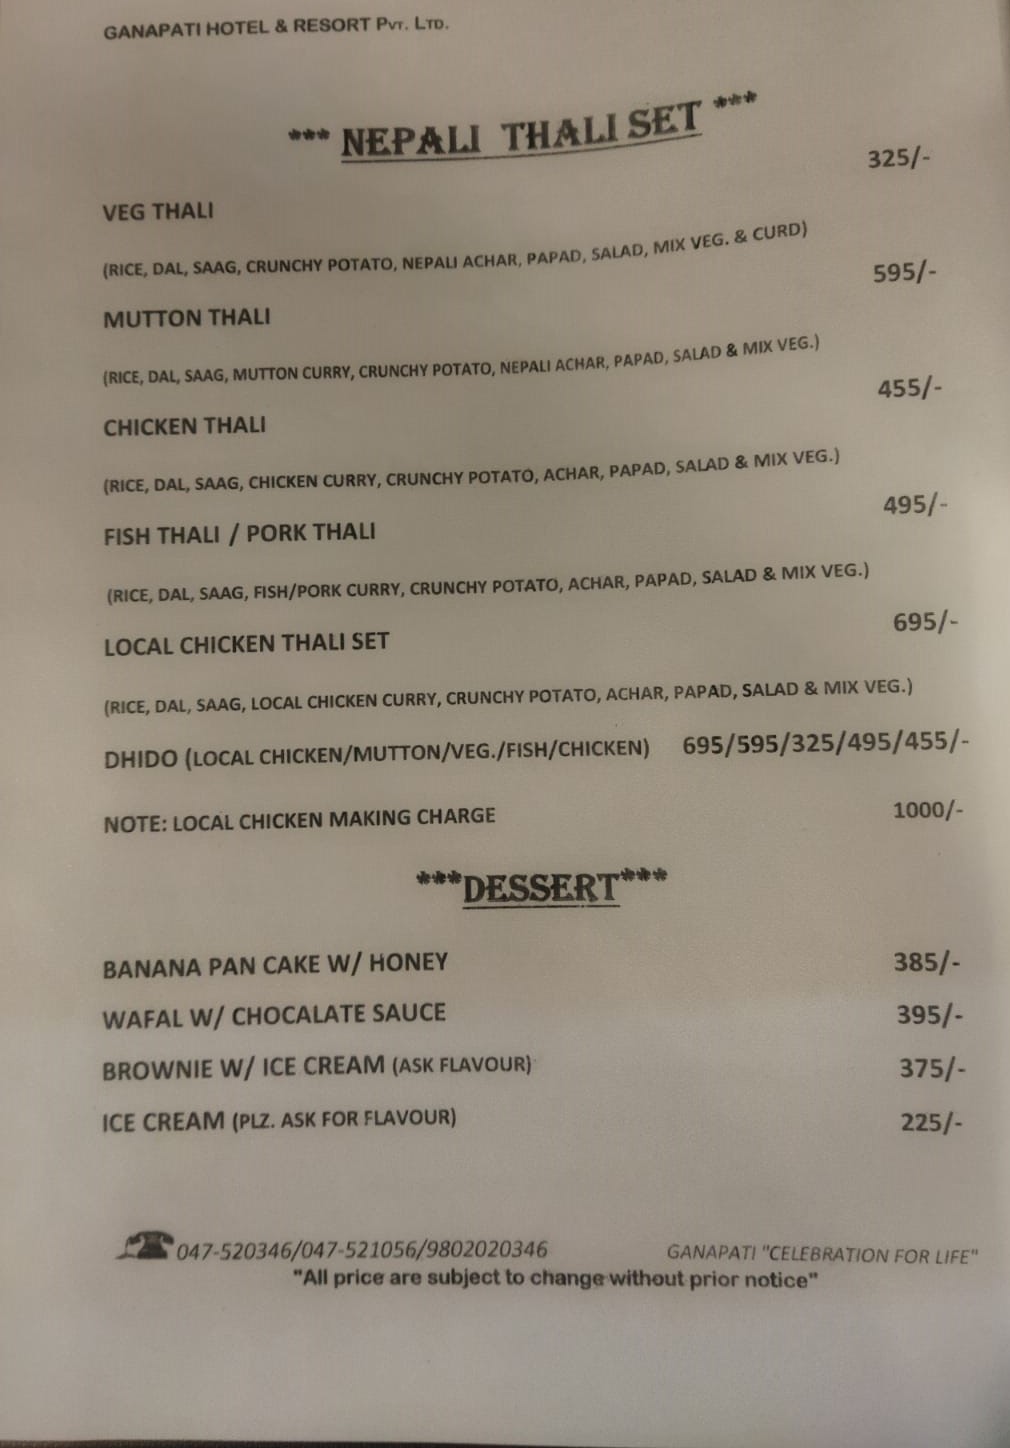 GANAPATI HOTEL & RESORT PVT. LTD.
*** NEPALI THALI SET ***
325/-
VEG THALI
(RICE, DAL, SAAG, CRUNCHY POTATO, NEPALI ACHAR, PAPAD, SALAD, MIX VEG. & CURD)
595/-
MUTTON THALI
(RICE, DAL, SAAG, MUTTON CURRY, CRUNCHY POTATO, NEPALI ACHAR, PAPAD, SALAD & MIX VEG.)
455/-
CHICKEN THALI
(RICE, DAL, SAAG, CHICKEN CURRY, CRUNCHY POTATO, ACHAR, PAPAD, SALAD & MIX VEG.)
495/-
FISH THALI / PORK THALI
(RICE, DAL, SAAG, FISH/PORK CURRY, CRUNCHY POTATO, ACHAR, PAPAD, SALAD & MIX VEG.)
695/-
LOCAL CHICKEN THALI SET
(RICE, DAL, SAAG, LOCAL CHICKEN CURRY, CRUNCHY POTATO, ACHAR, PAPAD, SALAD & MIX VEG.)
DHIDO (LOCAL CHICKEN/MUTTON/VEG./FISH/CHICKEN) 695/595/325/495/455/-
NOTE: LOCAL CHICKEN MAKING CHARGE 1000/-
***DESSERT***
BANANA PAN CAKE W/ HONEY 385/-
WAFAL W/ CHOCALATE SAUCE 395/-
BROWNIE W/ ICE CREAM (ASK FLAVOUR) 375/-
ICE CREAM (PLZ. ASK FOR FLAVOUR) 225/-
047-520346/047-521056/9802020346 GANAPATI "CELEBRATION FOR LIFE"
"All price are subject to change without prior notice"